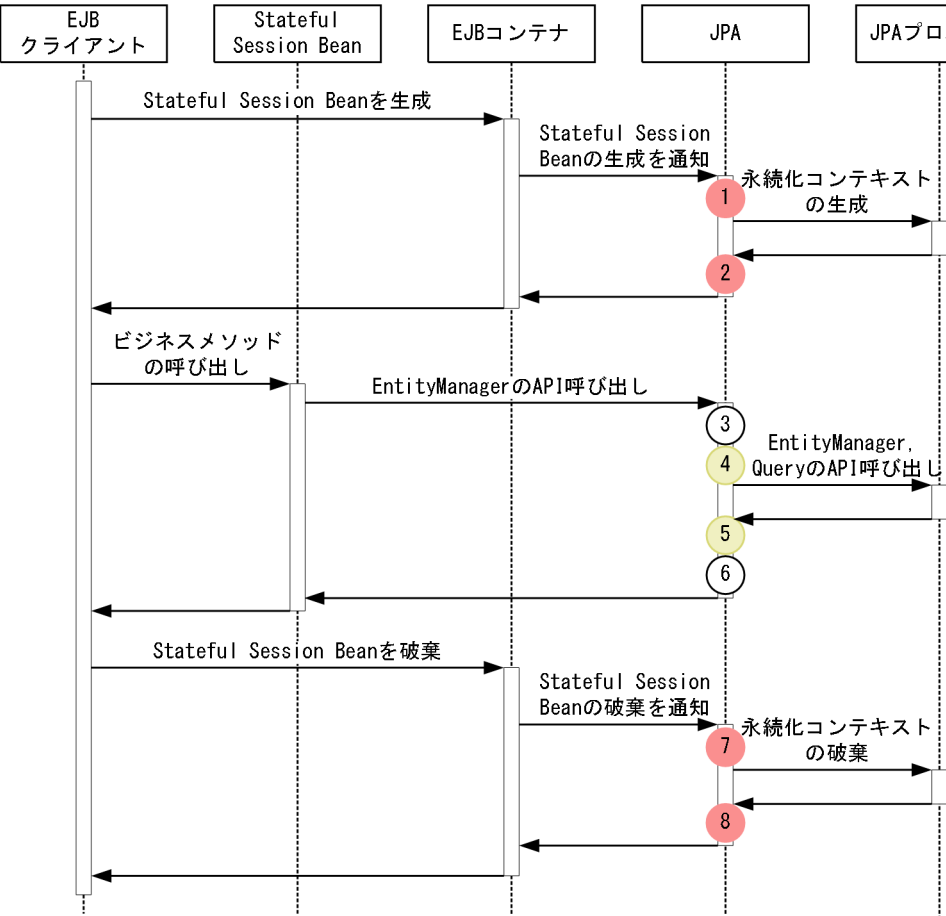 EJB
クライアント
Stateful
Session Bean
EJBコンテナ
JPA
JPAプロ
Stateful Session Beanを生成
Stateful Session
Beanの生成を通知
1
永続化コンテキスト
の生成
2
ビジネスメソッド
の呼び出し
EntityManagerのAPI呼び出し
3
EntityManager,
QueryのAPI呼び出し
4
5
6
Stateful Session Beanを破棄
Stateful Session
Beanの破棄を通知
7
永続化コンテキスト
の破棄
8